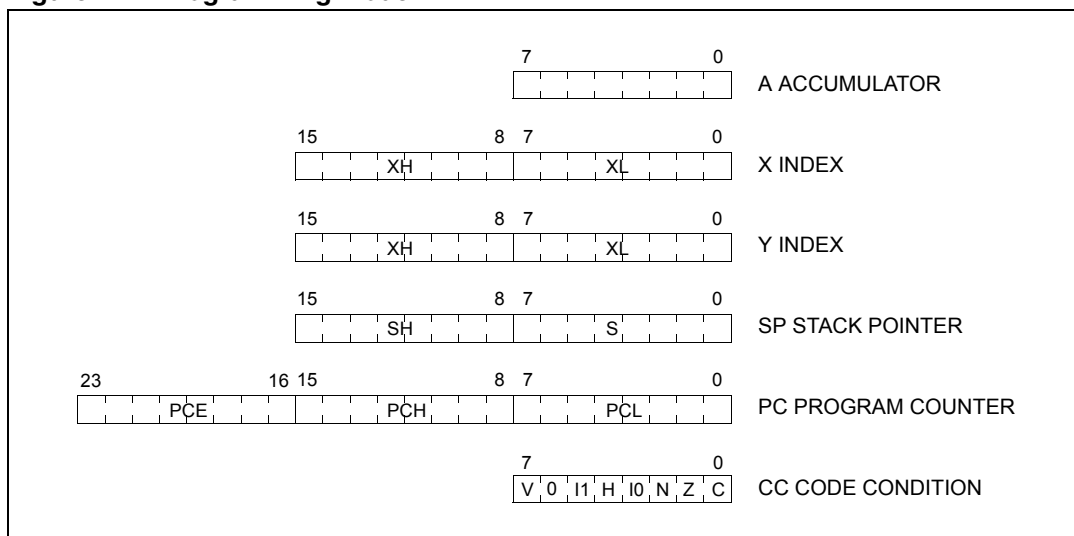 7 0
A ACCUMULATOR
15 8 7 0
XH XL X INDEX
15 8 7 0
XH XL Y INDEX
15 8 7 0
SH S SP STACK POINTER
23 16 15 8 7 0
PCE PCH PCL PC PROGRAM COUNTER
7 0
V 0 I1 H I0 N Z C CC CODE CONDITION